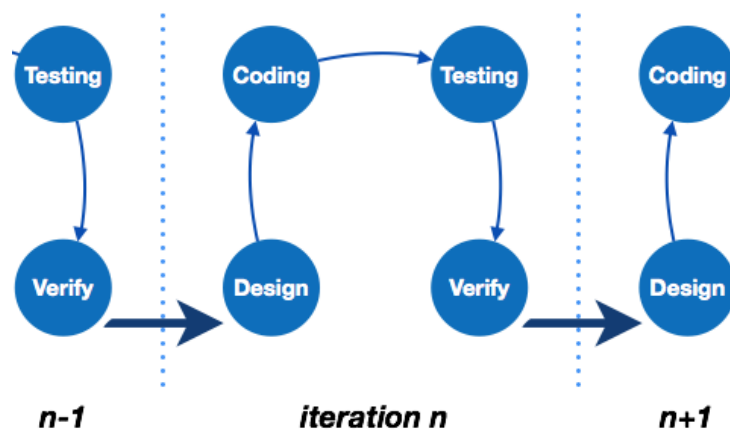 Testing
Coding
Testing
Coding
Verify
Design
Verify
Design
n-1
iteration n
n+1